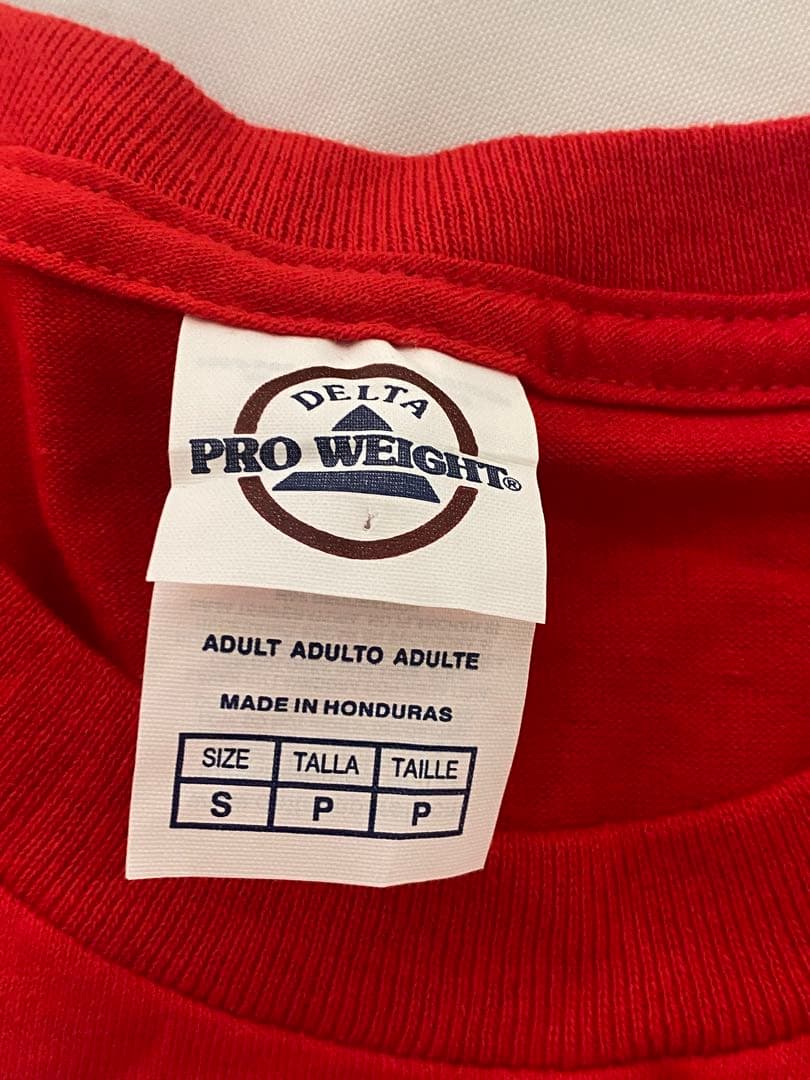 DELTA
PRO WEIGHT®
ADULT ADULTO ADULTE
MADE IN HONDURAS
SIZE TALLA TAILLE
S P P